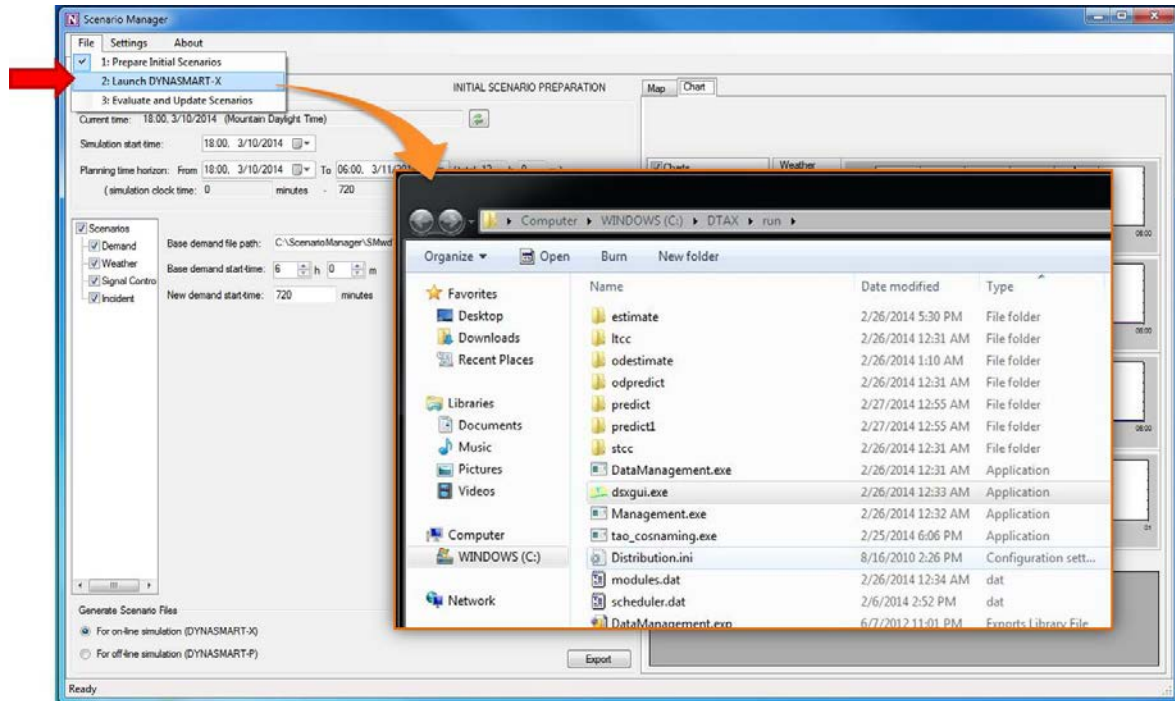 Scenario Manager
File Settings About
1: Prepare Initial Scenarios
2: Launch DYNASMART-X
3: Evaluate and Update Scenarios
INITIAL SCENARIO PREPARATION
Map Chart
Current time: 18:00, 3/10/2014 (Mountain Daylight Time)
Simulation start time: 18:00, 3/10/2014
Planning time horizon: From 18:00, 3/10/2014 To 06:00, 3/11/
(simulation clock time: 0 minutes - 720
Charts
Weather
Scenarios
Demand
Weather
Signal Contro
Incident
Base demand file path: C:\ScenarioManager\SMwd
Base demand start-time: 6 h 0 m
New demand start-time: 720 minutes
Computer WINDOWS (C:) DTAX run
Organize Open Burn New folder
Favorites
Desktop
Downloads
Recent Places
Libraries
Documents
Music
Pictures
Videos
Computer
WINDOWS (C:)
Network
Name Date modified Type
estimate 2/26/2014 5:30 PM File folder
ltcc 2/26/2014 12:31 AM File folder
odestimate 2/26/2014 1:10 AM File folder
odpredict 2/26/2014 12:31 AM File folder
predict 2/27/2014 12:55 AM File folder
predict1 2/27/2014 12:55 AM File folder
stcc 2/26/2014 12:31 AM File folder
DataManagement.exe 2/26/2014 12:31 AM Application
dsxgui.exe 2/26/2014 12:33 AM Application
Management.exe 2/26/2014 12:32 AM Application
tao_cosnaming.exe 2/25/2014 6:06 PM Application
Distribution.ini 8/16/2010 2:26 PM Configuration sett...
modules.dat 2/26/2014 12:34 AM dat
scheduler.dat 2/6/2014 2:52 PM dat
DataManagement.exp 6/7/2012 11:01 PM Exports Library File
06:00
06:00
06:00
Generate Scenario Files
For on-line simulation (DYNASMART-X)
For off-line simulation (DYNASMART-P)
Export
Ready